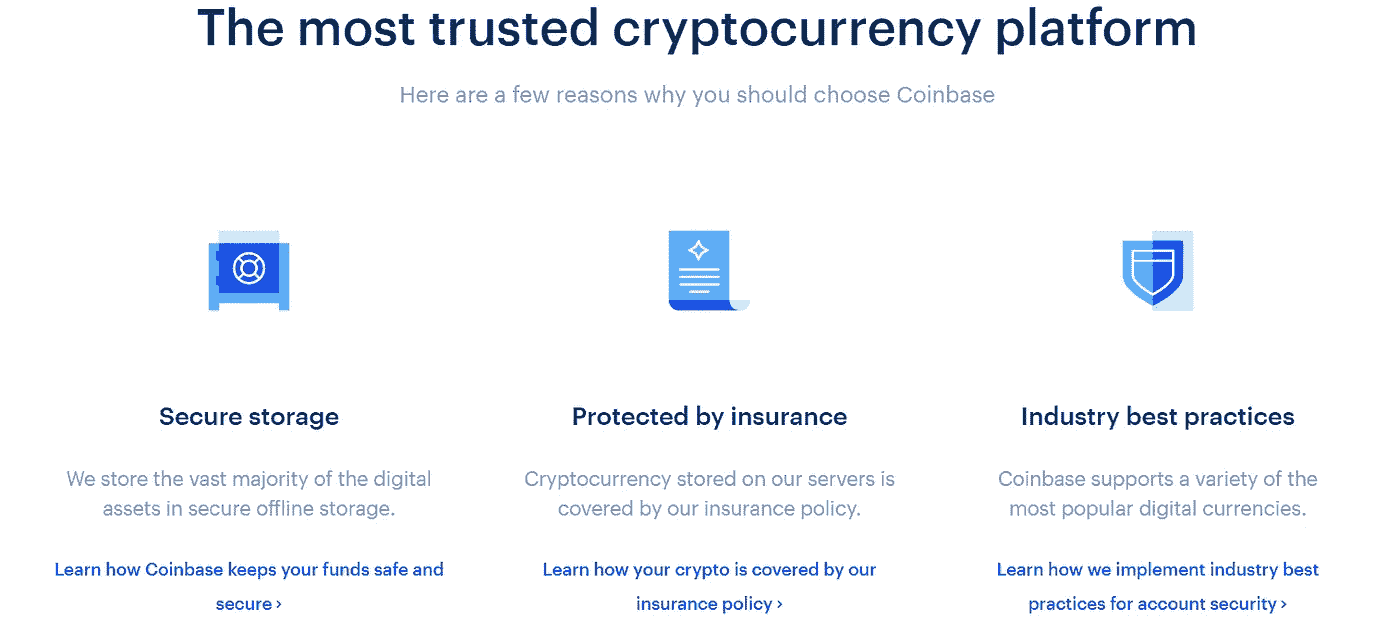 The most trusted cryptocurrency platform
Here are a few reasons why you should choose Coinbase
Secure storage
We store the vast majority of the digital
assets in secure offline storage.
Learn how Coinbase keeps your funds safe and
secure ›
Protected by insurance
Cryptocurrency stored on our servers is
covered by our insurance policy.
Learn how your crypto is covered by our
insurance policy ›
Industry best practices
Coinbase supports a variety of the
most popular digital currencies.
Learn how we implement industry best
practices for account security ›